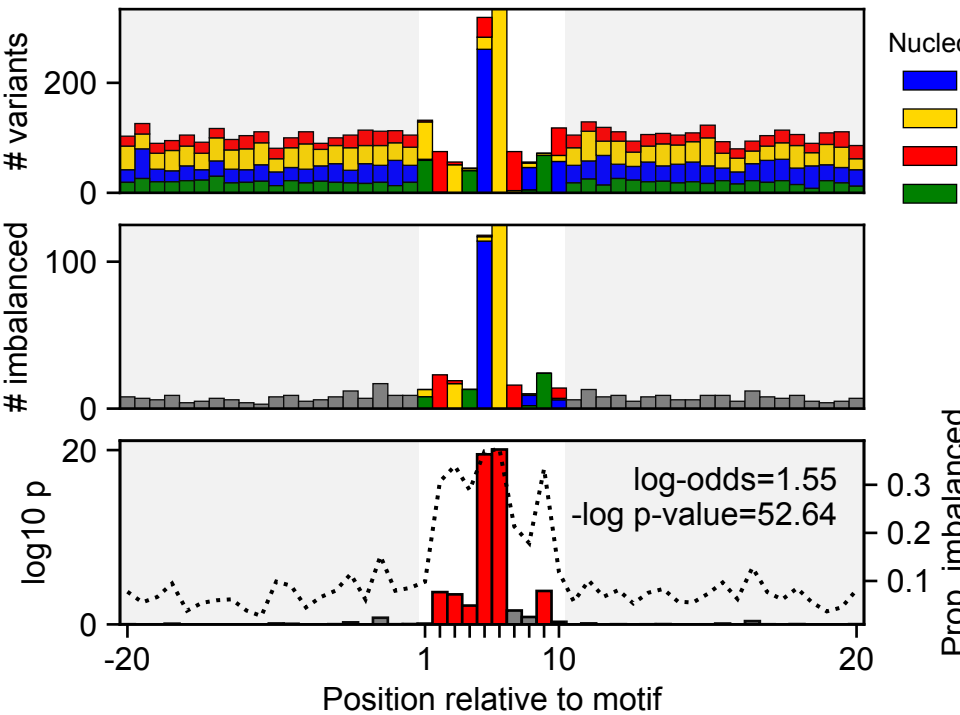 # variants
200
0
Nucleo
# imbalanced
100
0
log10 p
20
0
log-odds=1.55
-log p-value=52.64
0.3
0.2
0.1
Prop. imbalanced
-20
1
10
20
Position relative to motif